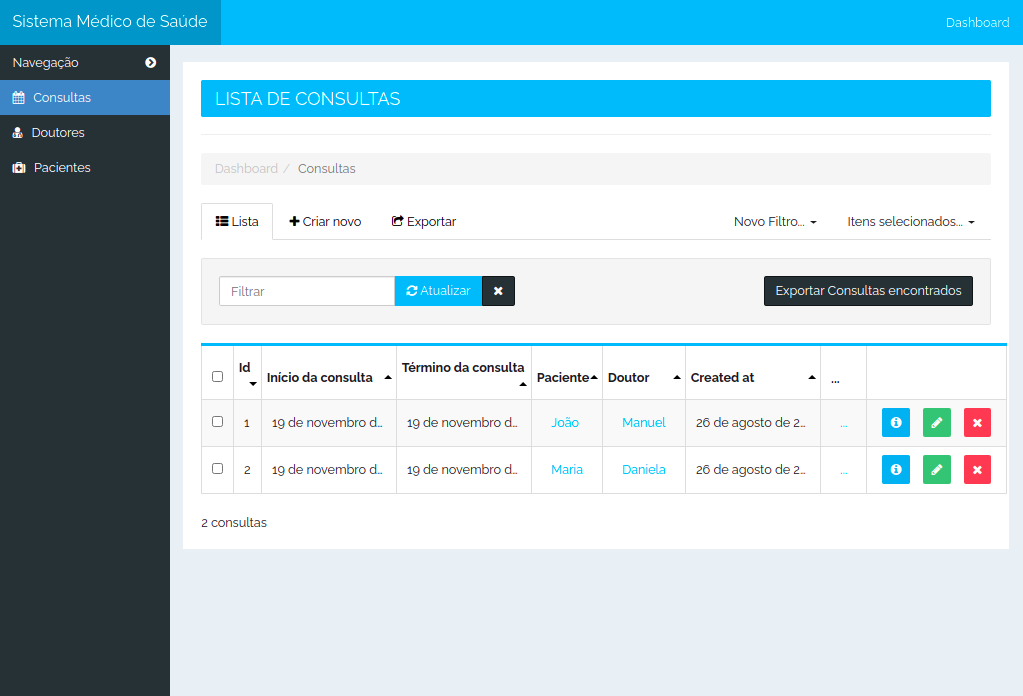 Sistema Médico de Saúde
Dashboard
Navegação
Consultas
Doutores
Pacientes
LISTA DE CONSULTAS
Dashboard / Consultas
Lista Criar novo Exportar Novo Filtro... Itens selecionados...
Filtrar Atualizar Exportar Consultas encontrados
Id Início da consulta Término da consulta Paciente Doutor Created at ...
1 19 de novembro d... 19 de novembro d... João Manuel 26 de agosto de 2... ...
2 19 de novembro d... 19 de novembro d... Maria Daniela 26 de agosto de 2... ...
2 consultas